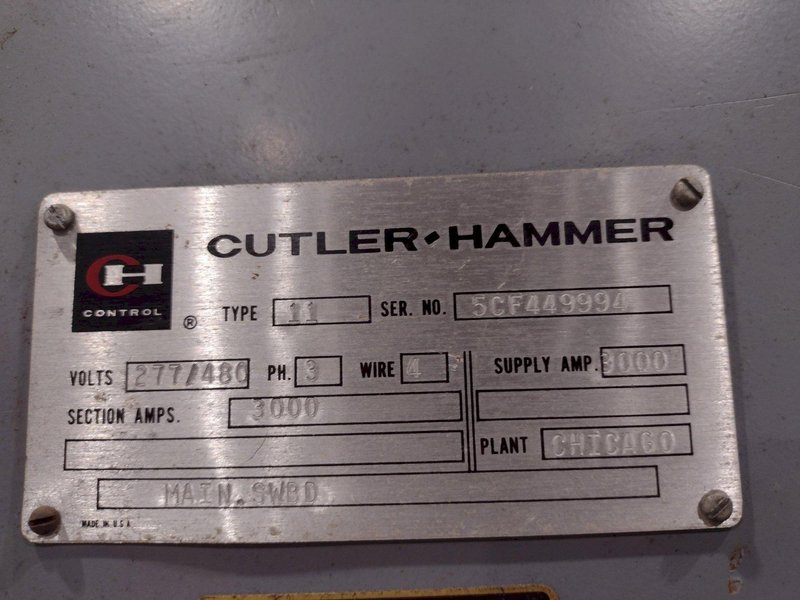 CUTLER-HAMMER
CH
CONTROL
®
TYPE 11 SER. NO. 5CF449994
VOLTS 277/480 PH. 3 WIRE 4 SUPPLY AMP. 3000
SECTION AMPS. 3000
PLANT CHICAGO
MAIN.SWBD
MADE IN U.S.A